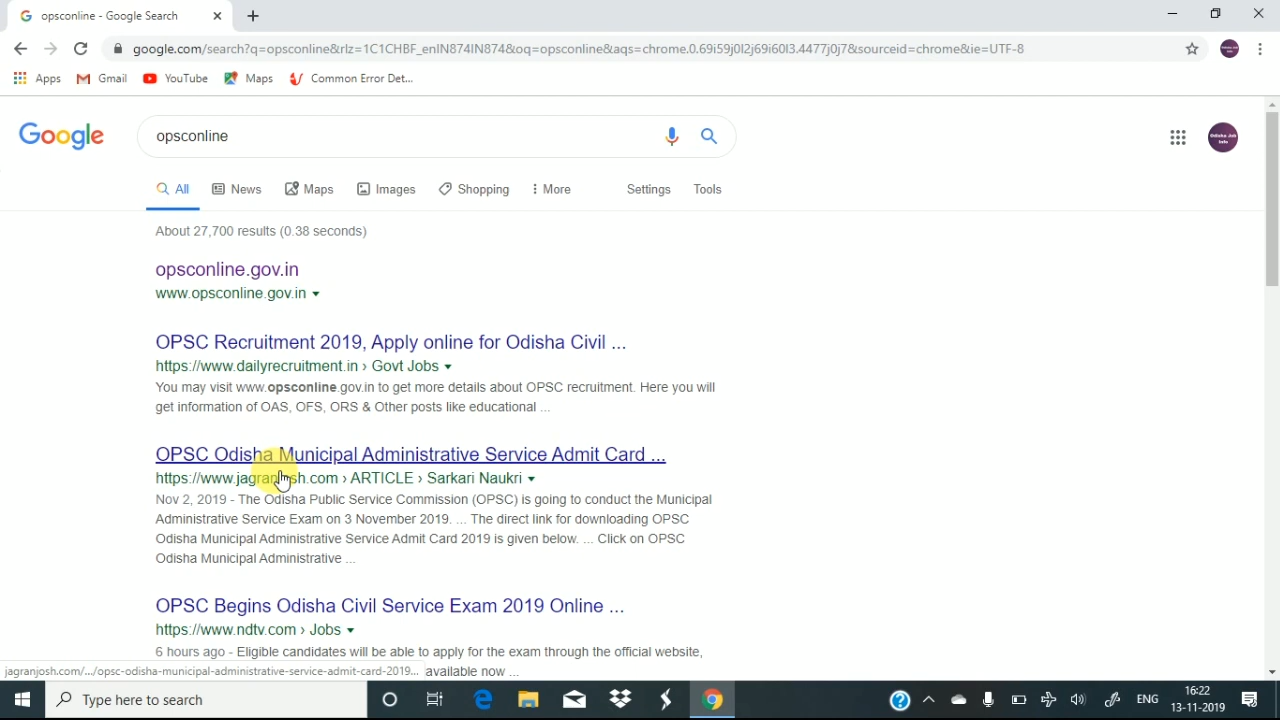 opsconline - Google Search
google.com/search?q=opsconline&rlz=1C1CHBF_enIN874IN874&oq=opsconline&aqs=chrome.0.69i59j0l2j69i60l3.4477j0j7&sourceid=chrome&ie=UTF-8
Apps Gmail YouTube Maps Common Error Det...
Google opsconline
All News Maps Images Shopping More Settings Tools
About 27,700 results (0.38 seconds)
opsconline.gov.in
www.opsconline.gov.in
OPSC Recruitment 2019, Apply online for Odisha Civil ...
https://www.dailyrecruitment.in › Govt Jobs
You may visit www.opsconline.gov.in to get more details about OPSC recruitment. Here you will
get information of OAS, OFS, ORS & Other posts like educational ...
OPSC Odisha Municipal Administrative Service Admit Card ...
https://www.jagranjosh.com › ARTICLE › Sarkari Naukri
Nov 2, 2019 - The Odisha Public Service Commission (OPSC) is going to conduct the Municipal
Administrative Service Exam on 3 November 2019. ... The direct link for downloading OPSC
Odisha Municipal Administrative Service Admit Card 2019 is given below. ... Click on OPSC
Odisha Municipal Administrative ...
OPSC Begins Odisha Civil Service Exam 2019 Online ...
https://www.ndtv.com › Jobs
6 hours ago - Eligible candidates will be able to apply for the exam through the official website,
available now ...
jagranjosh.com/.../opsc-odisha-municipal-administrative-service-admit-card-2019...
Type here to search
ENG
16:22
13-11-2019
Odisha Job
Info